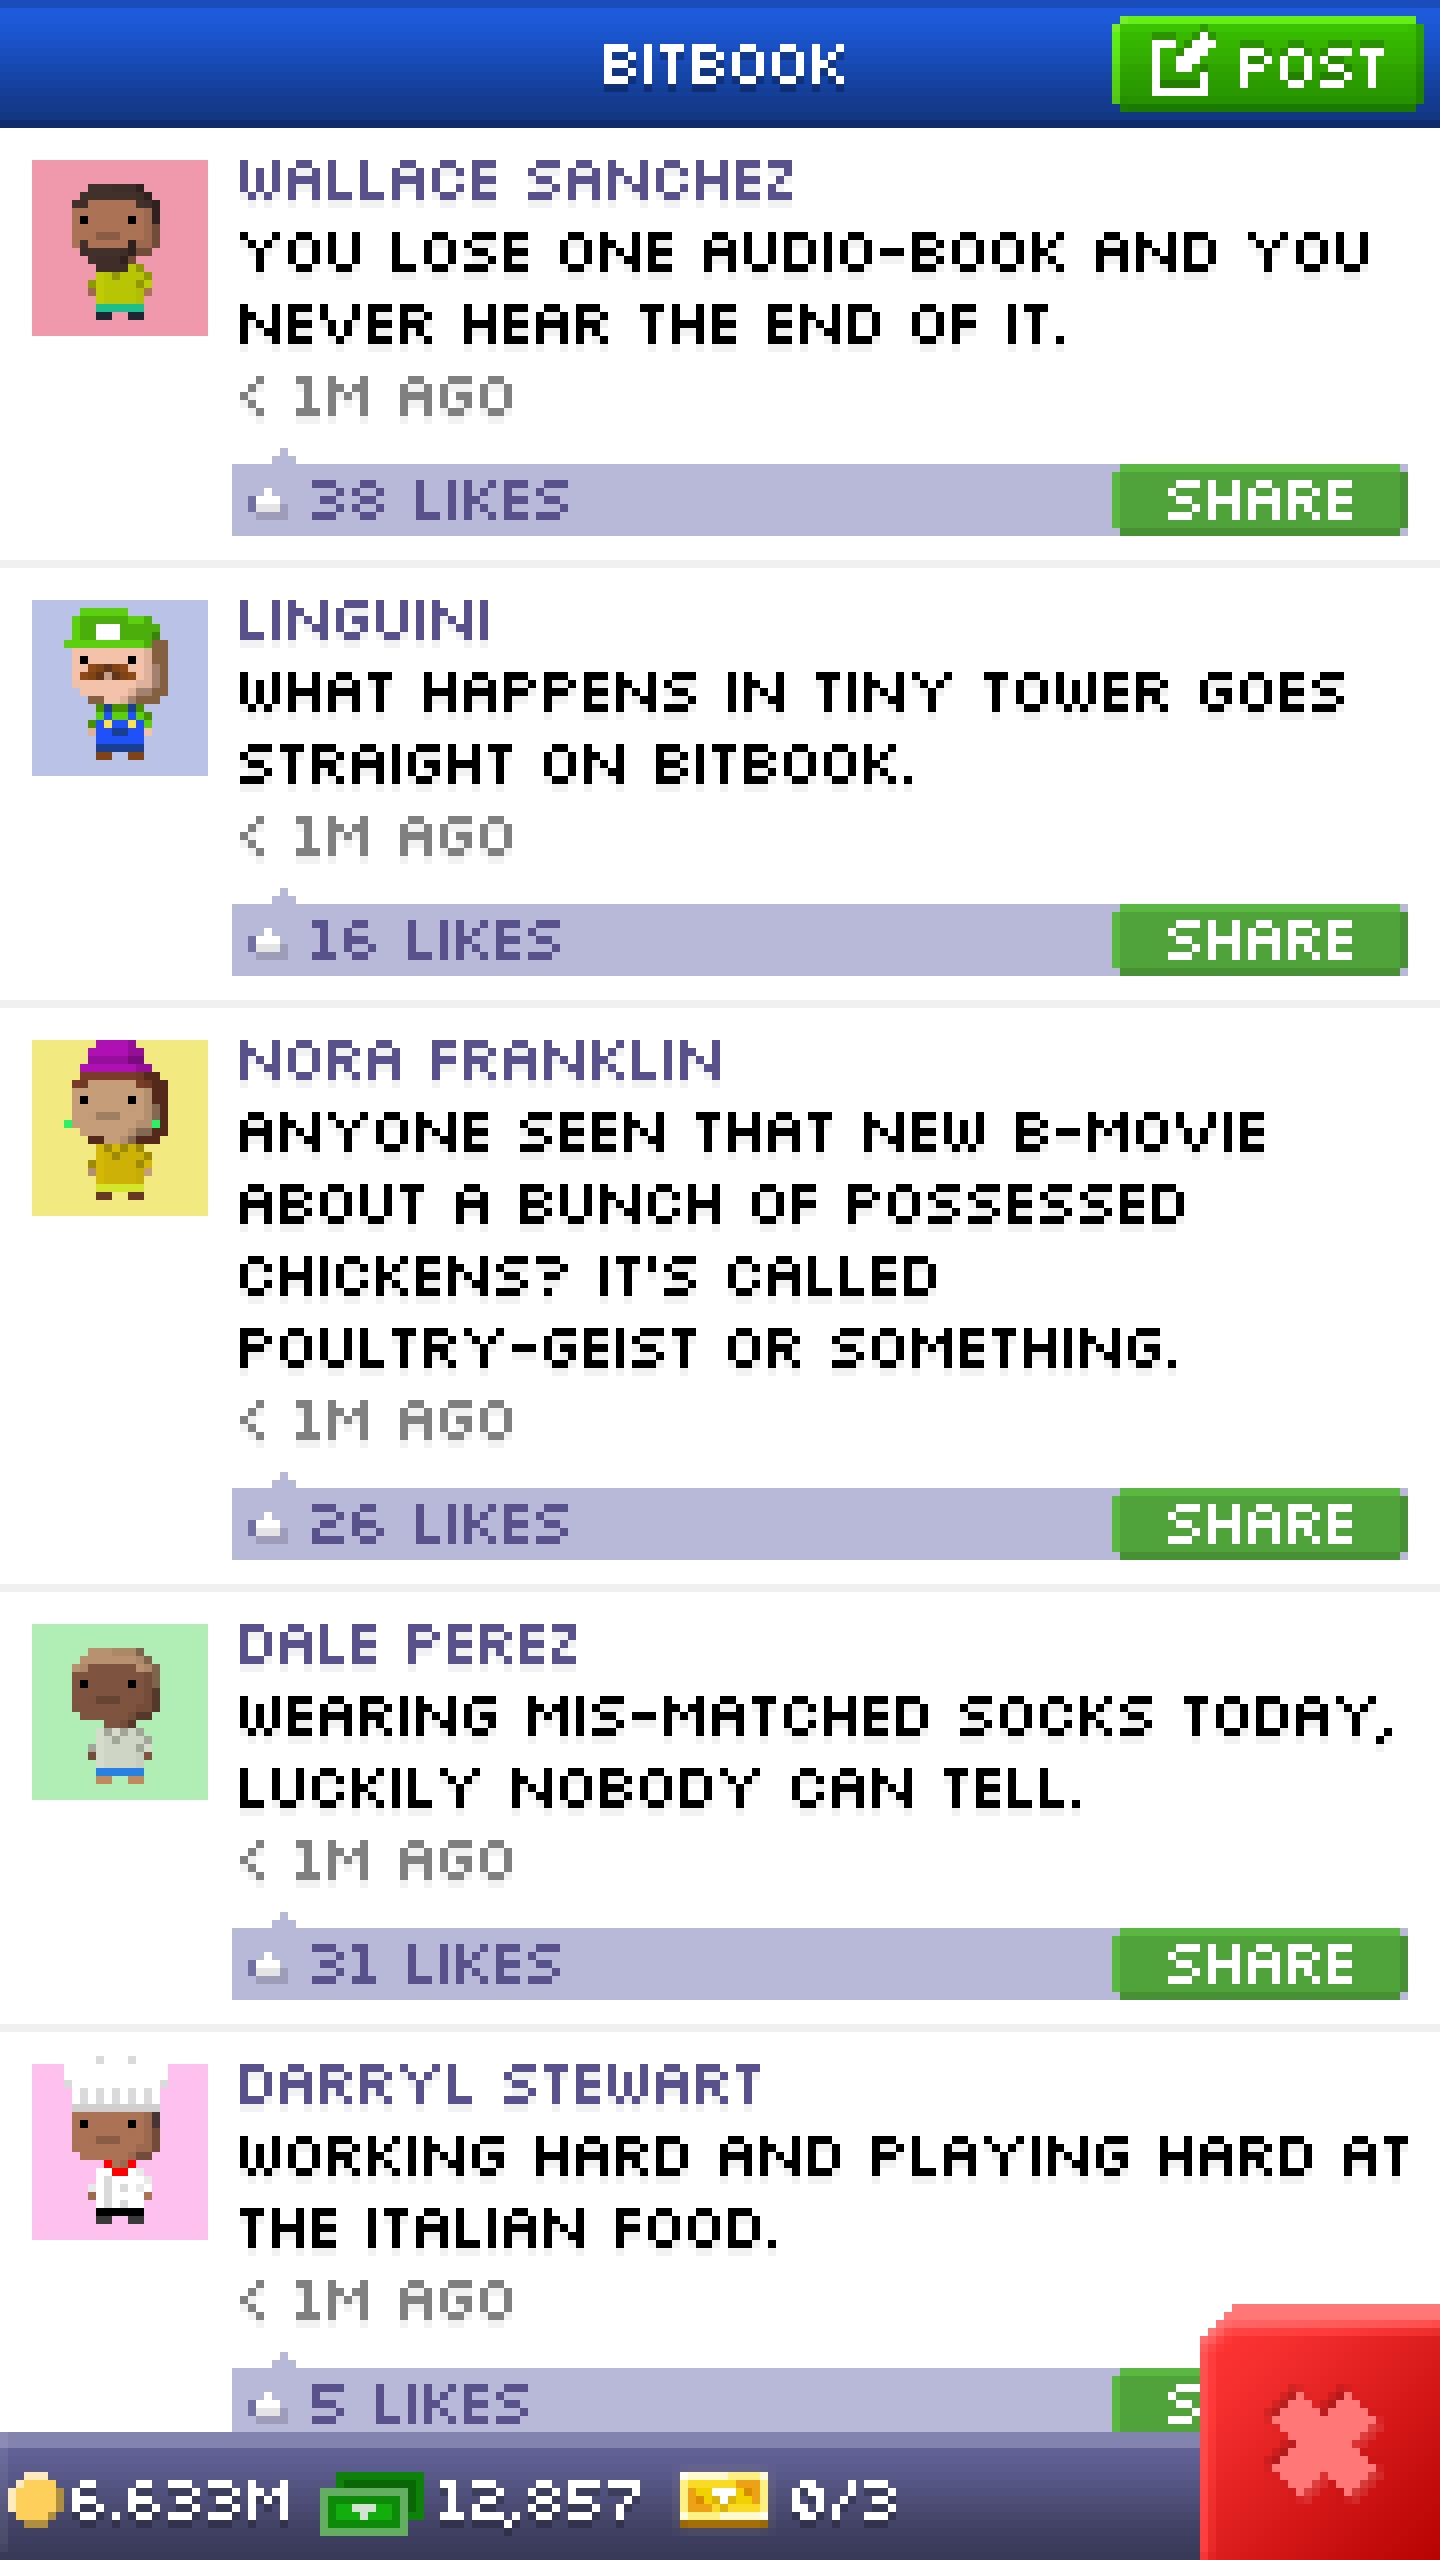 BITBOOK
POST
WALLACE SANCHEZ
YOU LOSE ONE AUDIO-BOOK AND YOU
NEVER HEAR THE END OF IT.
< 1M AGO
38 LIKES
SHARE
LINGUINI
WHAT HAPPENS IN TINY TOWER GOES
STRAIGHT ON BITBOOK.
< 1M AGO
16 LIKES
SHARE
NORA FRANKLIN
ANYONE SEEN THAT NEW B-MOVIE
ABOUT A BUNCH OF POSSESSED
CHICKENS? IT'S CALLED
POULTRY-GEIST OR SOMETHING.
< 1M AGO
26 LIKES
SHARE
DALE PEREZ
WEARING MIS-MATCHED SOCKS TODAY,
LUCKILY NOBODY CAN TELL.
< 1M AGO
31 LIKES
SHARE
DARRYL STEWART
WORKING HARD AND PLAYING HARD AT
THE ITALIAN FOOD.
< 1M AGO
5 LIKES
6.633M
12,857
0/3